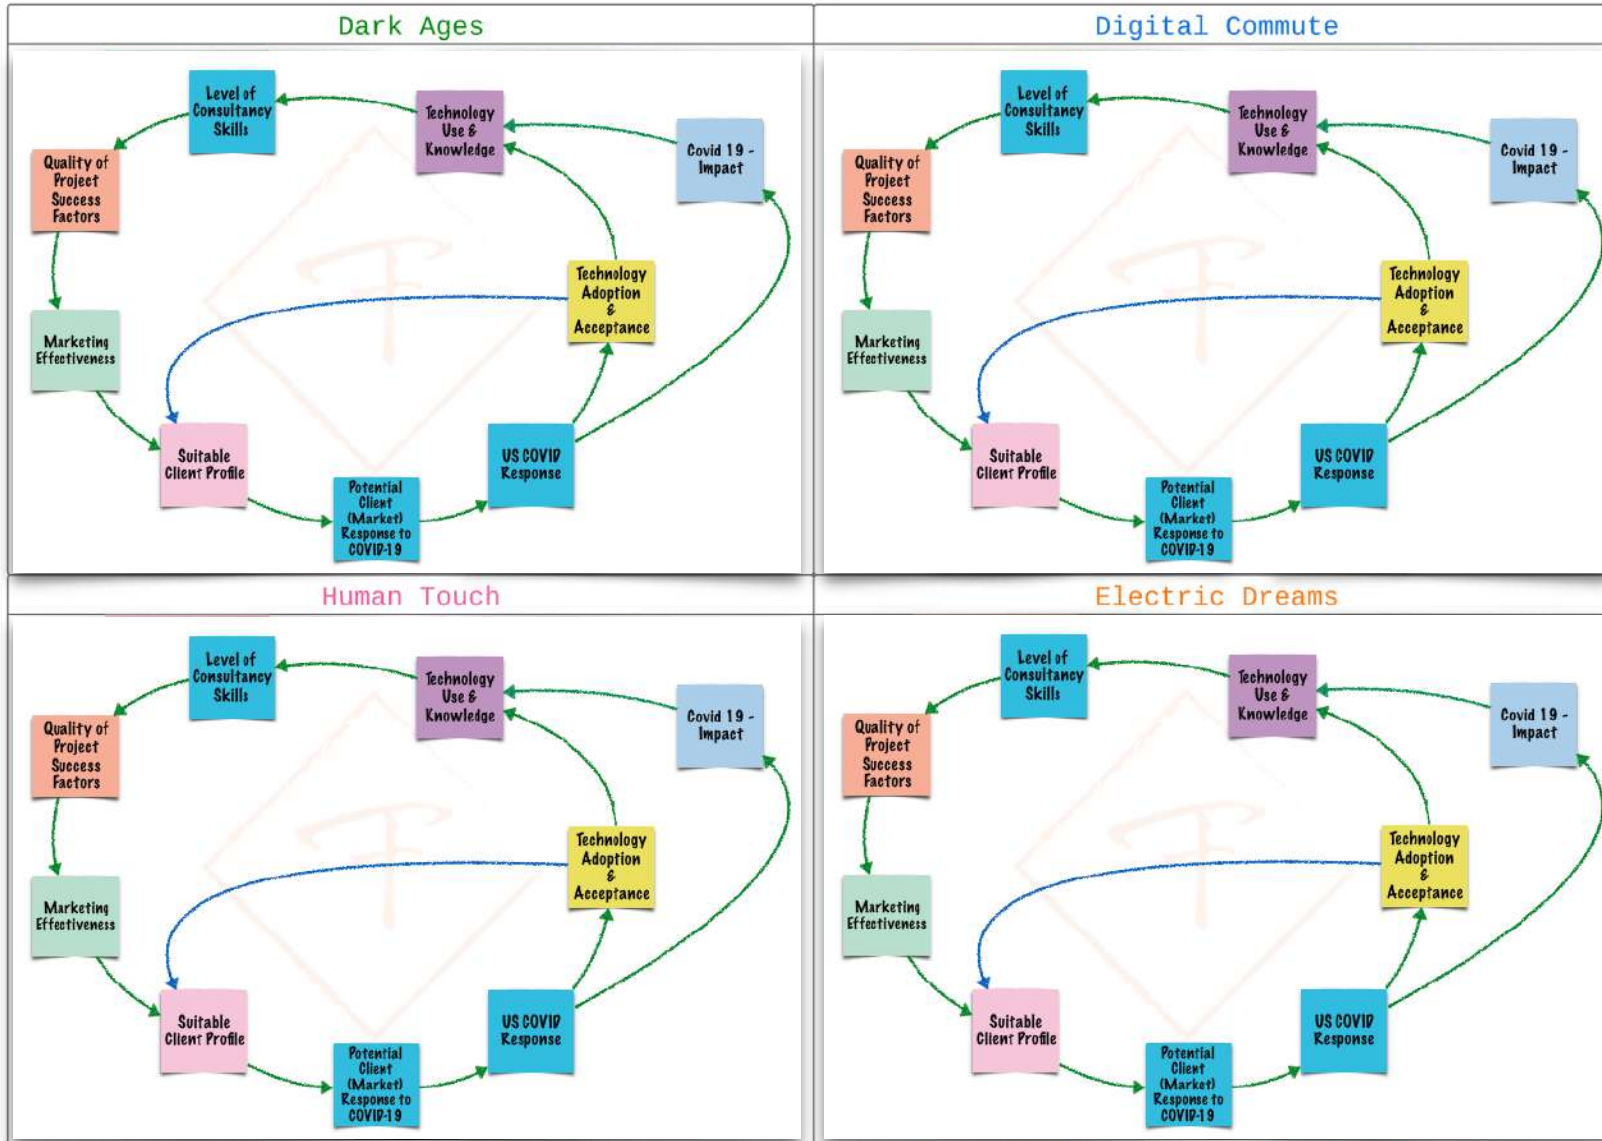 Dark Ages
Level of
Consultancy
Skills
Technology
Use &
Knowledge
Covid 19 -
Impact
Quality of
Project
Success
Factors
Technology
Adoption
&
Acceptance
Marketing
Effectiveness
Suitable
Client Profile
US COVID
Response
Potential
Client
(Market)
Response to
COVID-19
Digital Commute
Level of
Consultancy
Skills
Technology
Use &
Knowledge
Covid 19 -
Impact
Quality of
Project
Success
Factors
Technology
Adoption
&
Acceptance
Marketing
Effectiveness
Suitable
Client Profile
US COVID
Response
Potential
Client
(Market)
Response to
COVID-19
Human Touch
Level of
Consultancy
Skills
Technology
Use &
Knowledge
Covid 19 -
Impact
Quality of
Project
Success
Factors
Technology
Adoption
&
Acceptance
Marketing
Effectiveness
Suitable
Client Profile
US COVID
Response
Potential
Client
(Market)
Response to
COVID-19
Electric Dreams
Level of
Consultancy
Skills
Technology
Use &
Knowledge
Covid 19 -
Impact
Quality of
Project
Success
Factors
Technology
Adoption
&
Acceptance
Marketing
Effectiveness
Suitable
Client Profile
US COVID
Response
Potential
Client
(Market)
Response to
COVID-19